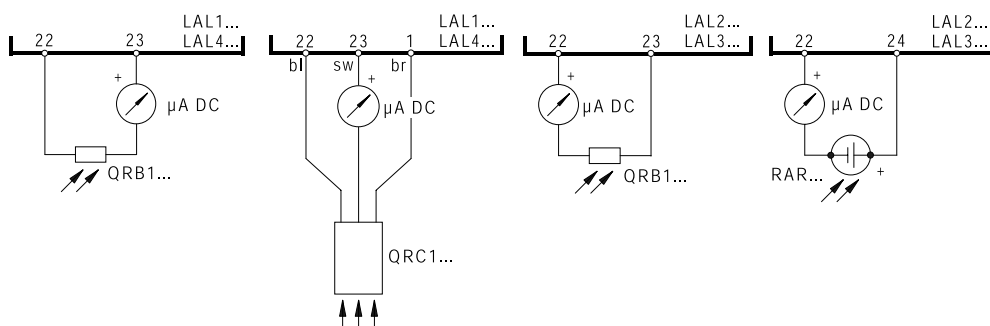 LAL1...
22 23 LAL4...
+
µA DC
QRB1...
LAL1...
22 23 1 LAL4...
bl sw br
+
µA DC
QRC1...
LAL2...
22 23 LAL3...
+
µA DC
QRB1...
LAL2...
22 24 LAL3...
+
µA DC
RAR... +